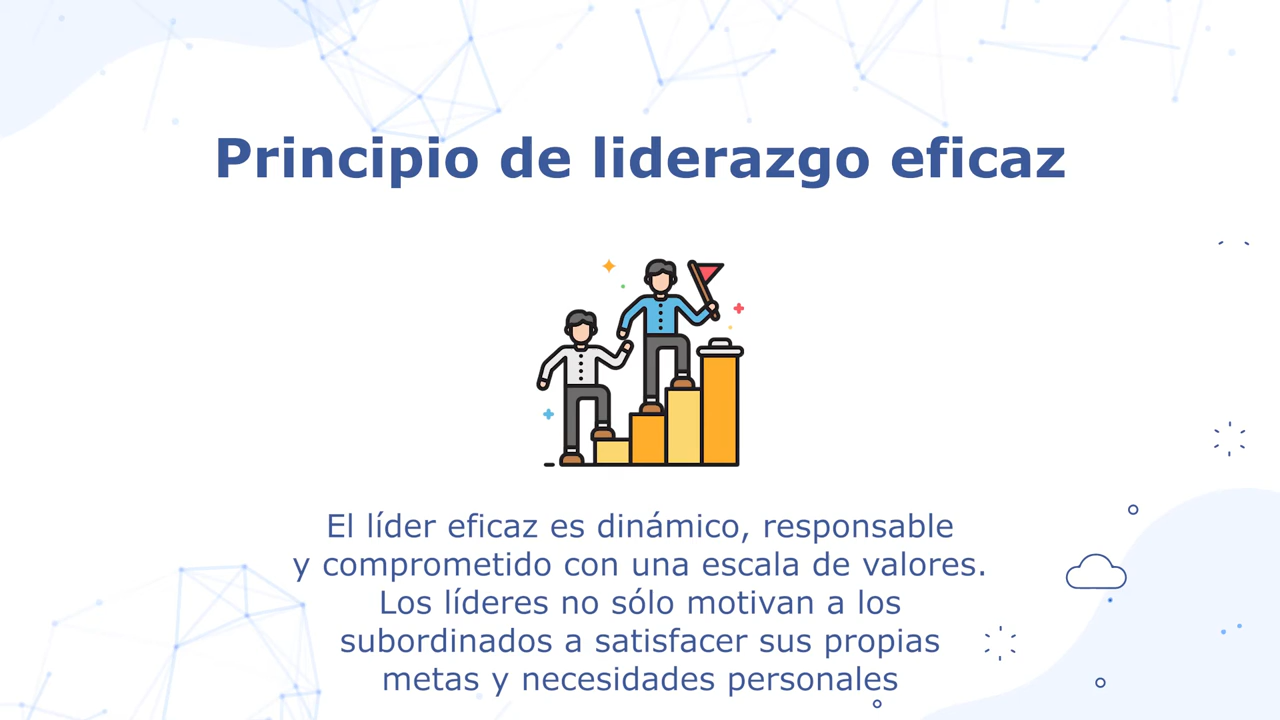 Principio de liderazgo eficaz
El líder eficaz es dinámico, responsable
y comprometido con una escala de valores.
Los líderes no sólo motivan a los
subordinados a satisfacer sus propias
metas y necesidades personales